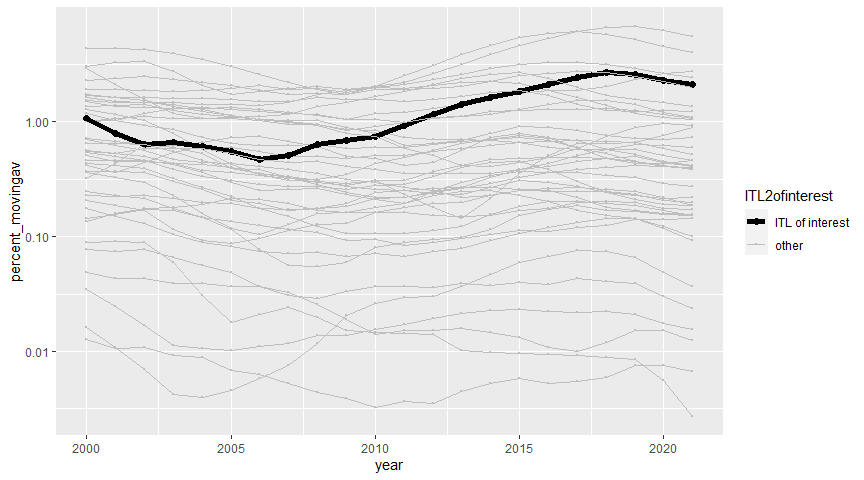 percent_movingav
1.00
0.10
0.01
2000
2005
2010
2015
2020
year
ITL2ofinterest
ITL of interest
other